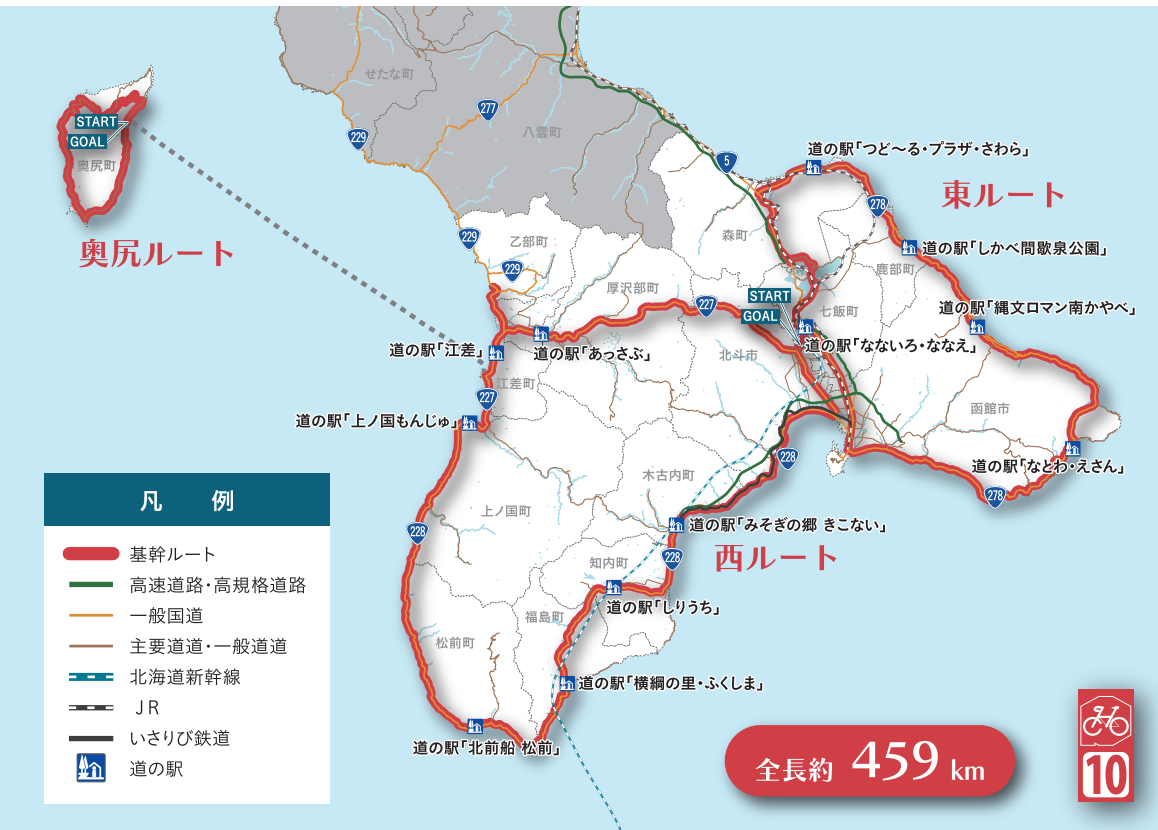 せたな町
277
八雲町
229
5
START
GOAL
奥尻町
奥尻ルート
道の駅「つど～る・プラザ・さわら」
東ルート
278
229
乙部町
森町
道の駅「しかべ間歇泉公園」
229
鹿部町
厚沢部町
START
227
GOAL
七飯町
道の駅「縄文ロマン南かやべ」
道の駅「江差」
道の駅「あっさぶ」
北斗市
道の駅「なないろ・ななえ」
江差町
227
函館市
道の駅「上ノ国もんじゅ」
228
道の駅「なとわ・えさん」
278
木古内町
上ノ国町
228
道の駅「みそぎの郷 きこない」
西ルート
知内町
228
道の駅「しりうち」
福島町
松前町
道の駅「横綱の里・ふくしま」
道の駅「北前船 松前」
凡 例
基幹ルート
高速道路・高規格道路
一般国道
主要道道・一般道道
北海道新幹線
JR
いさりび鉄道
道の駅
全長約 459 km
10